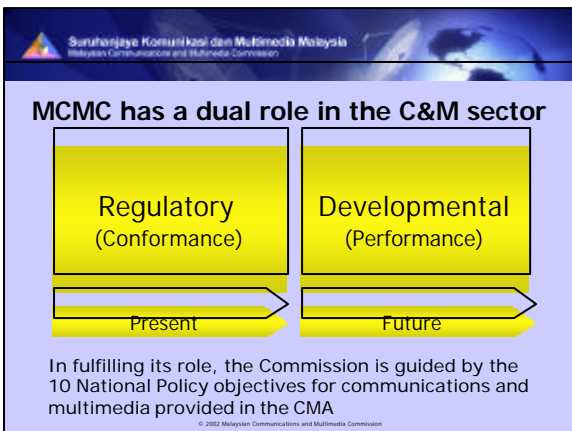 Suruhanjaya Komunikasi dan Multimedia Malaysia
Malaysian Communications and Multimedia Commission
MCMC has a dual role in the C&M sector
Regulatory
(Conformance)
Developmental
(Performance)
Present
Future
In fulfilling its role, the Commission is guided by the
10 National Policy objectives for communications and
multimedia provided in the CMA
© 2002 Malaysian Communications and Multimedia Commission